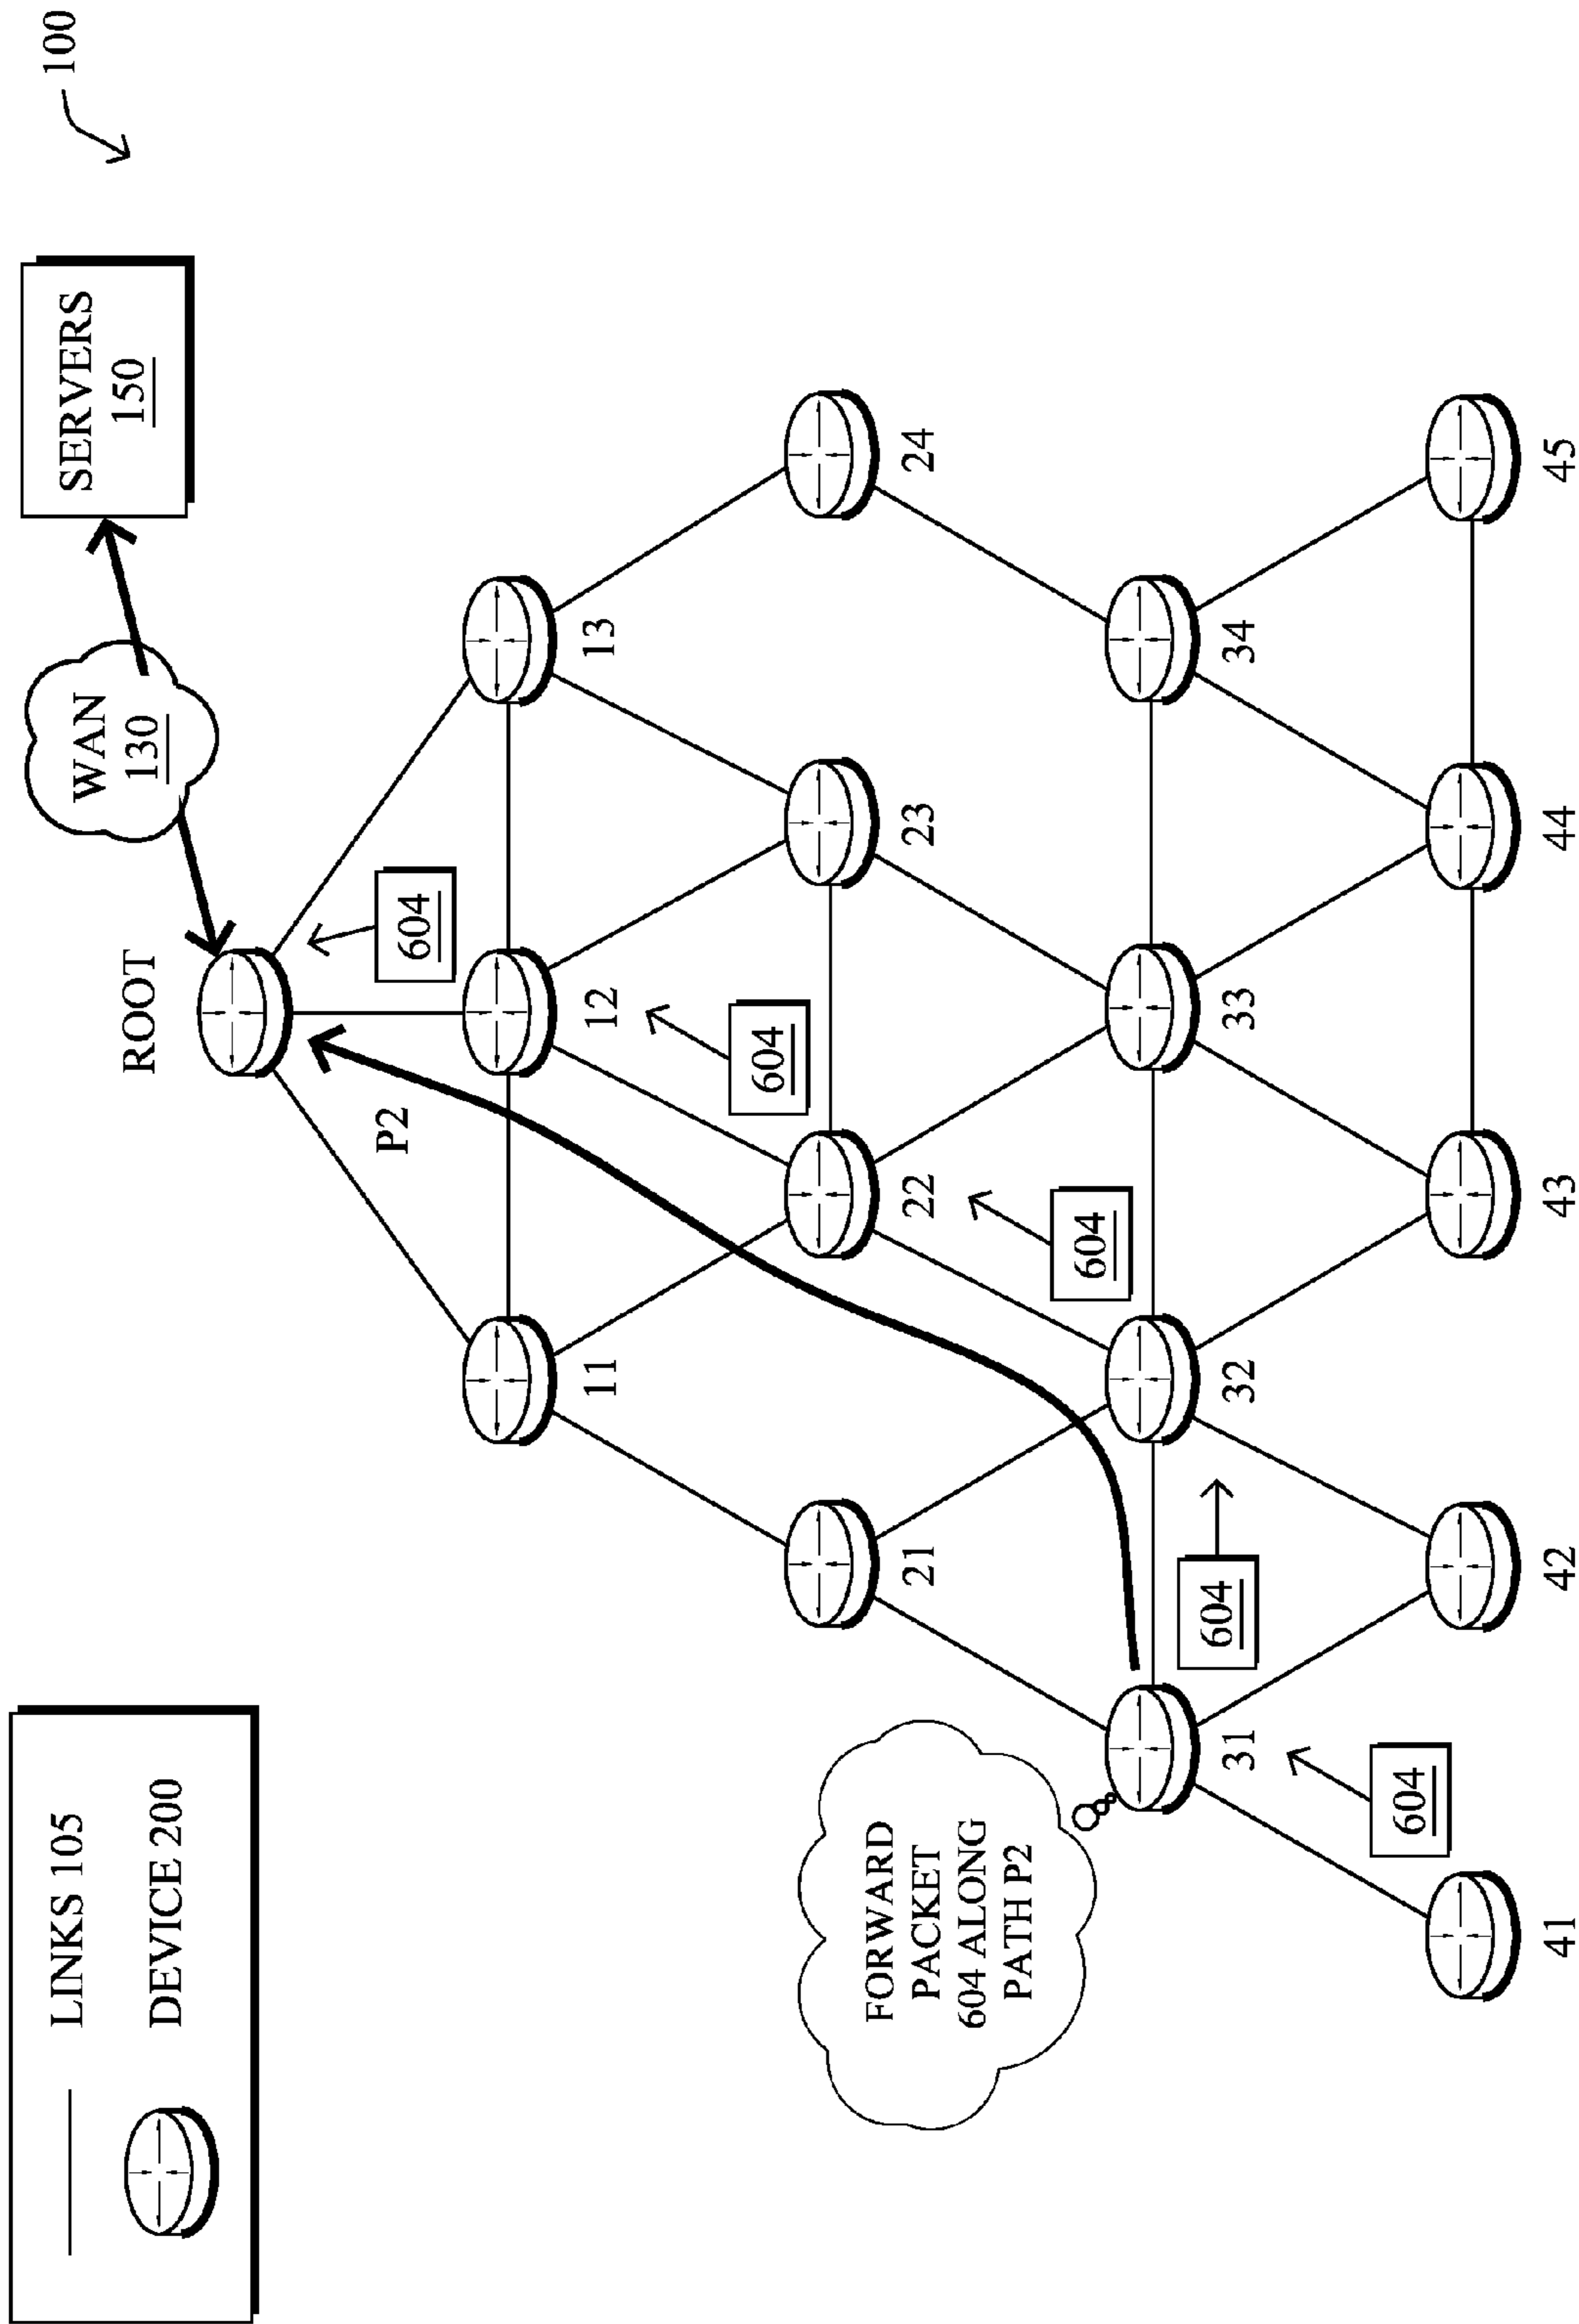 100
LINKS 105
DEVICE 200
WAN
130
SERVERS
150
ROOT
P2
604
11
12
13
604
21
22
23
24
604
FORWARD
PACKET
604 ALONG
PATH P2
31
32
33
34
604
604
41
42
43
44
45